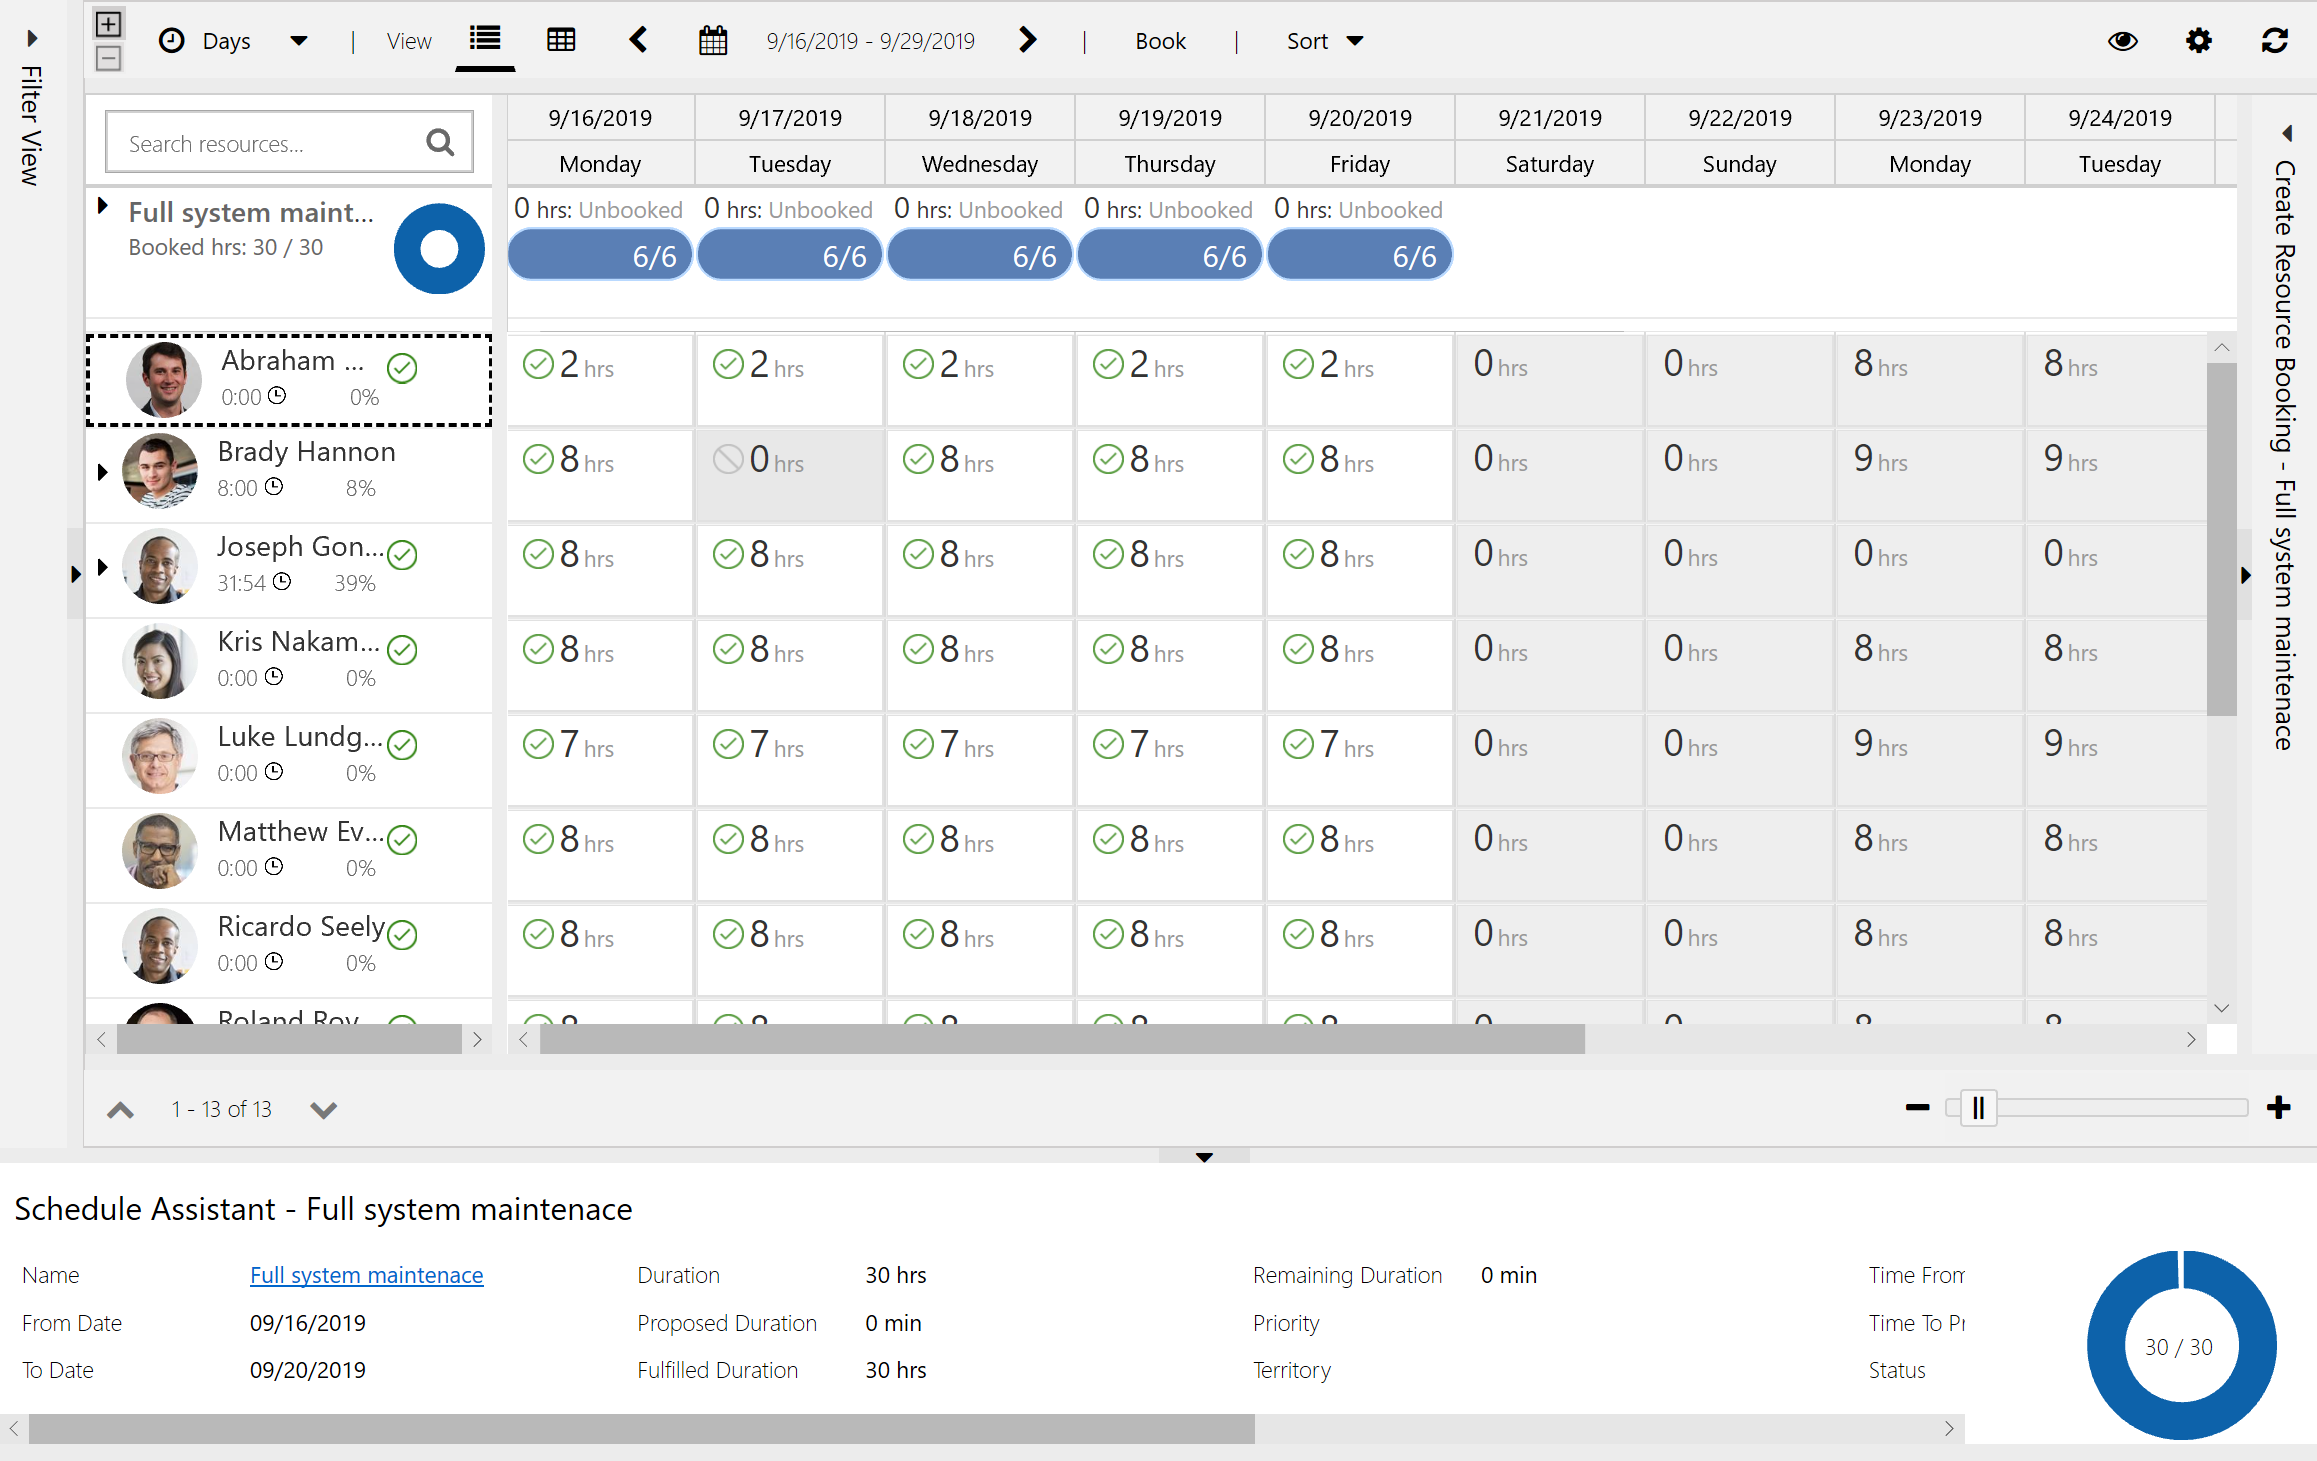 Days | View 9/16/2019 - 9/29/2019 | Book | Sort
Filter View
Search resources...
9/16/2019 9/17/2019 9/18/2019 9/19/2019 9/20/2019 9/21/2019 9/22/2019 9/23/2019 9/24/2019
Monday Tuesday Wednesday Thursday Friday Saturday Sunday Monday Tuesday
Full system maint...
Booked hrs: 30 / 30
0 hrs: Unbooked 0 hrs: Unbooked 0 hrs: Unbooked 0 hrs: Unbooked 0 hrs: Unbooked
6/6 6/6 6/6 6/6 6/6
Abraham ...
0:00 0%
2 hrs 2 hrs 2 hrs 2 hrs 2 hrs 0 hrs 0 hrs 8 hrs 8 hrs
Brady Hannon
8:00 8%
8 hrs 0 hrs 8 hrs 8 hrs 8 hrs 0 hrs 0 hrs 9 hrs 9 hrs
Joseph Gon...
31:54 39%
8 hrs 8 hrs 8 hrs 8 hrs 8 hrs 0 hrs 0 hrs 0 hrs 0 hrs
Kris Nakam...
0:00 0%
8 hrs 8 hrs 8 hrs 8 hrs 8 hrs 0 hrs 0 hrs 8 hrs 8 hrs
Luke Lundg...
0:00 0%
7 hrs 7 hrs 7 hrs 7 hrs 7 hrs 0 hrs 0 hrs 9 hrs 9 hrs
Matthew Ev...
0:00 0%
8 hrs 8 hrs 8 hrs 8 hrs 8 hrs 0 hrs 0 hrs 8 hrs 8 hrs
Ricardo Seely
0:00 0%
8 hrs 8 hrs 8 hrs 8 hrs 8 hrs 0 hrs 0 hrs 8 hrs 8 hrs
Roland
Create Resource Booking - Full system maintenace
1 - 13 of 13
Schedule Assistant - Full system maintenace
Name Full system maintenace Duration 30 hrs Remaining Duration 0 min Time From
From Date 09/16/2019 Proposed Duration 0 min Priority Time To
To Date 09/20/2019 Fulfilled Duration 30 hrs Territory Status
30 / 30